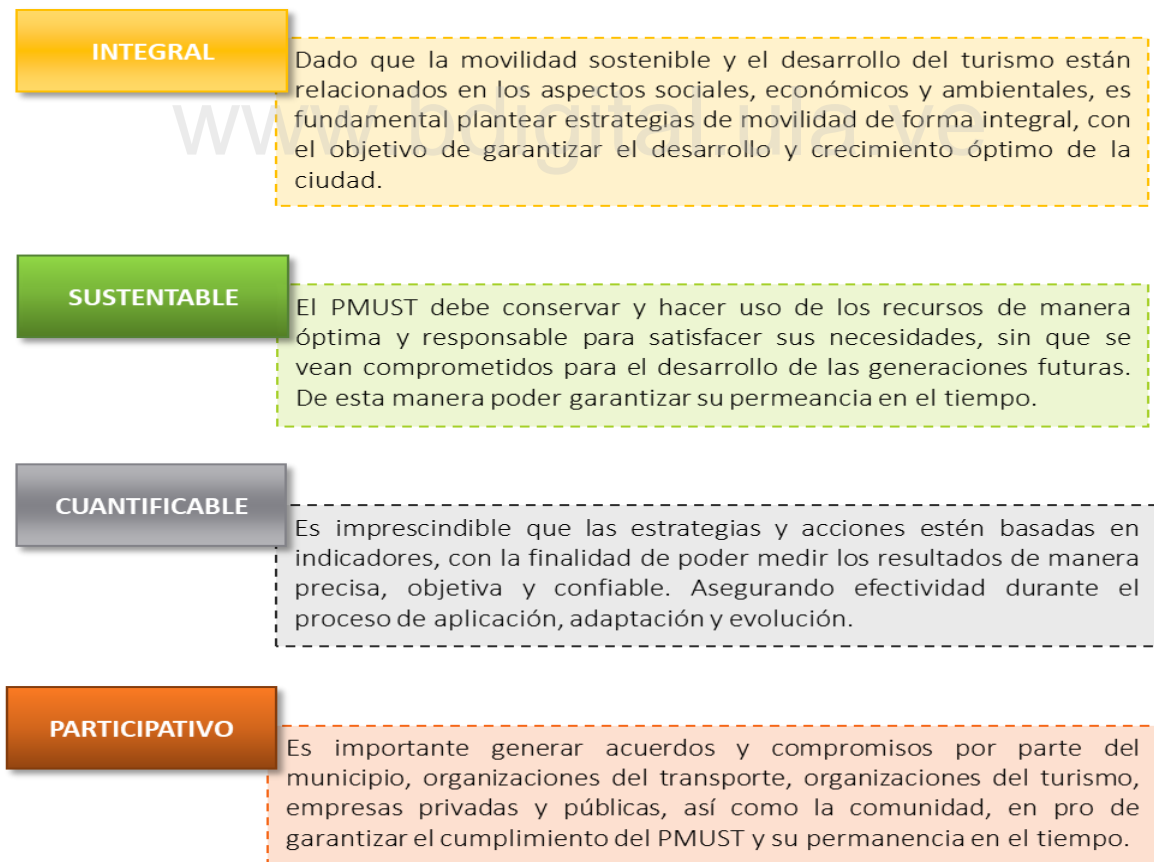 INTEGRAL
Dado que la movilidad sostenible y el desarrollo del turismo están
relacionados en los aspectos sociales, económicos y ambientales, es
fundamental plantear estrategias de movilidad de forma integral, con
el objetivo de garantizar el desarrollo y crecimiento óptimo de la
ciudad.
www.bdigital.ula.ve
SUSTENTABLE
El PMUST debe conservar y hacer uso de los recursos de manera
óptima y responsable para satisfacer sus necesidades, sin que se
vean comprometidos para el desarrollo de las generaciones futuras.
De esta manera poder garantizar su permeancia en el tiempo.
CUANTIFICABLE
Es imprescindible que las estrategias y acciones estén basadas en
indicadores, con la finalidad de poder medir los resultados de manera
precisa, objetiva y confiable. Asegurando efectividad durante el
proceso de aplicación, adaptación y evolución.
PARTICIPATIVO
Es importante generar acuerdos y compromisos por parte del
municipio, organizaciones del transporte, organizaciones del turismo,
empresas privadas y públicas, así como la comunidad, en pro de
garantizar el cumplimiento del PMUST y su permanencia en el tiempo.